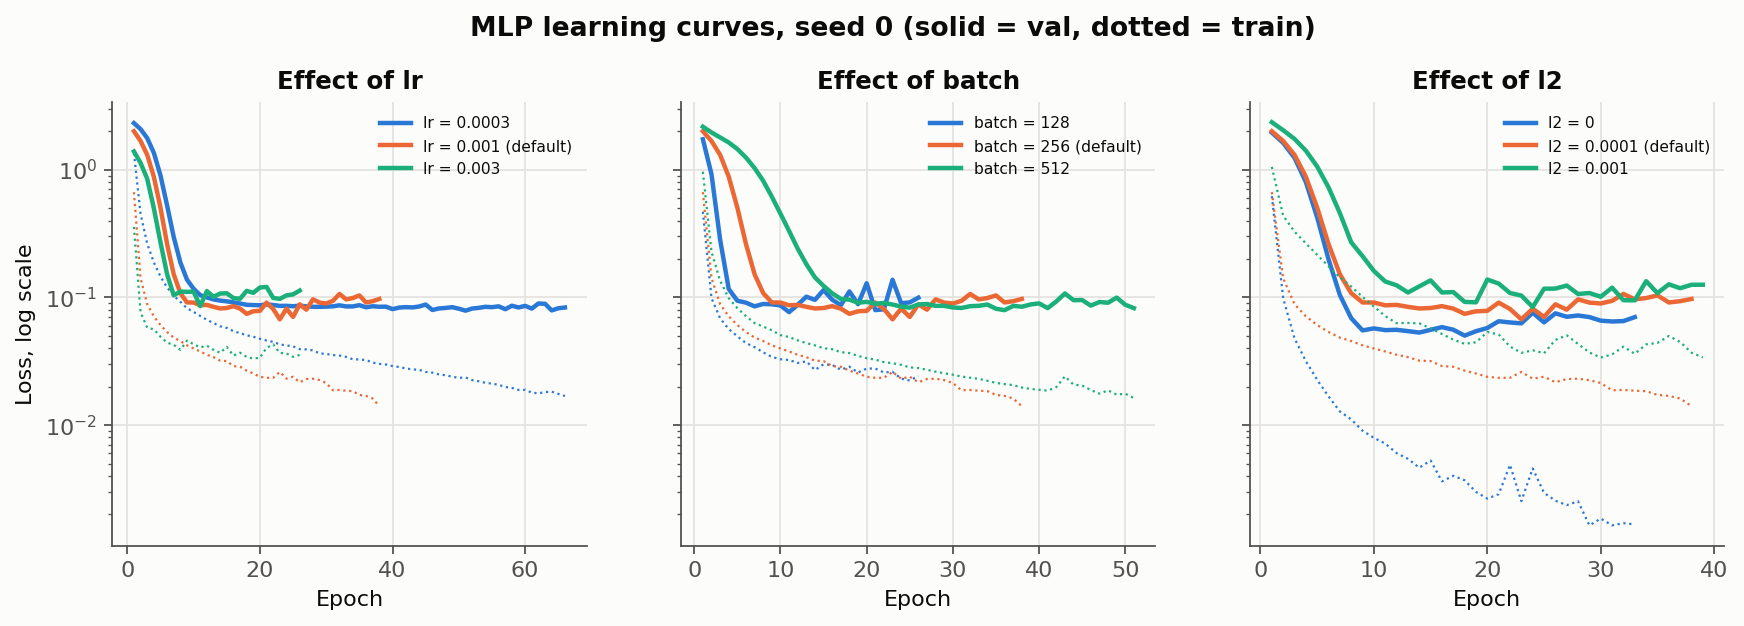 MLP learning curves, seed 0 (solid = val, dotted = train)
Effect of lr
Effect of batch
Effect of l2
lr = 0.0003
lr = 0.001 (default)
lr = 0.003
batch = 128
batch = 256 (default)
batch = 512
l2 = 0
l2 = 0.0001 (default)
l2 = 0.001
Loss, log scale
10⁰
10⁻¹
10⁻²
0 20 40 60
0 10 20 30 40 50
0 10 20 30 40
Epoch
Epoch
Epoch